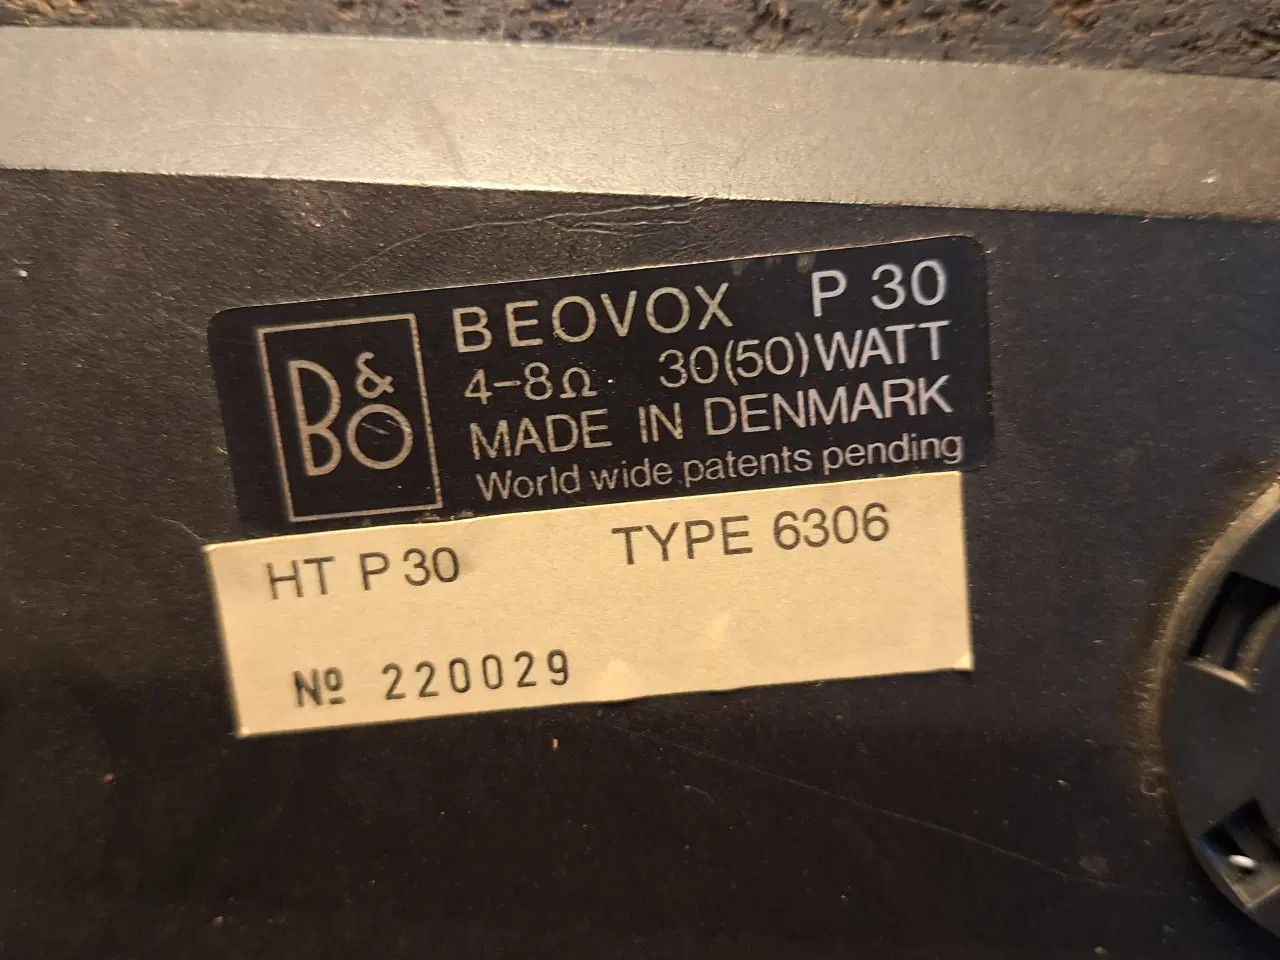 B&O
BEOVOX P 30
4-8Ω 30(50) WATT
MADE IN DENMARK
World wide patents pending
HT P 30 TYPE 6306
Nº 220029